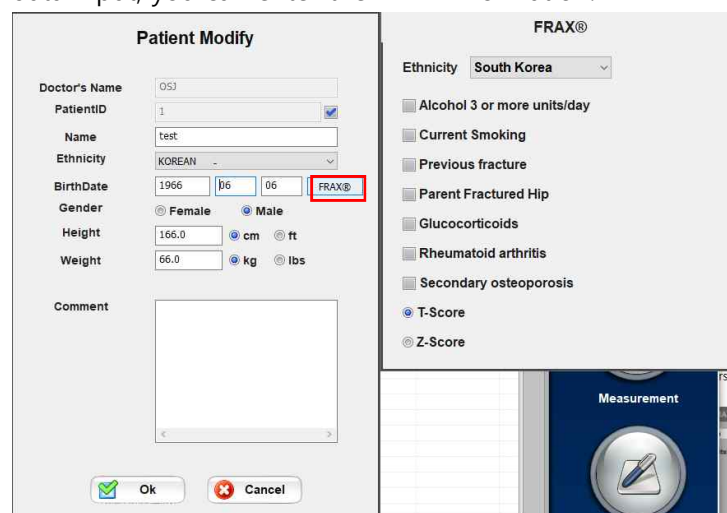 Patient Modify
Doctor's Name OSJ
PatientID 1
Name test
Ethnicity KOREAN -
BirthDate 1966 06 06 FRAX®
Gender Female Male
Height 166.0 cm ft
Weight 66.0 kg lbs
Comment
Ok Cancel
FRAX®
Ethnicity South Korea
Alcohol 3 or more units/day
Current Smoking
Previous fracture
Parent Fractured Hip
Glucocorticoids
Rheumatoid arthritis
Secondary osteoporosis
T-Score
Z-Score
Measurement